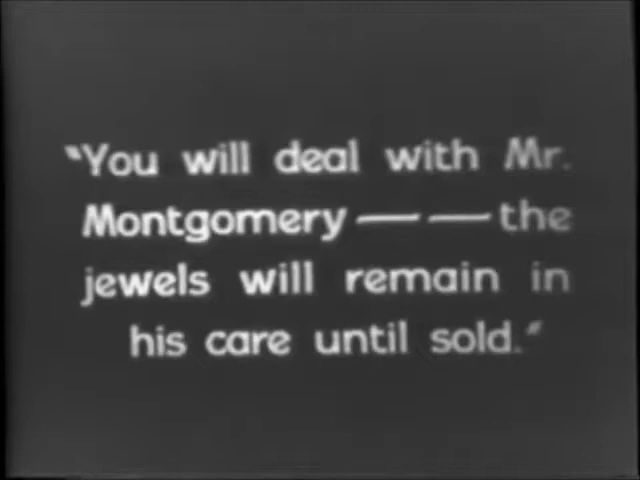 "You will deal with Mr.
Montgomery — — the
jewels will remain in
his care until sold."